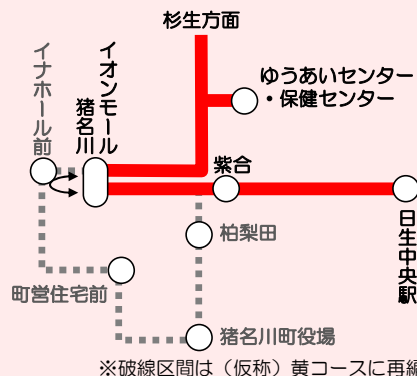 杉生方面
ゆうあいセンター
・保健センター
イオンモール
猪名川
イナホール前
紫合
日生中央駅
柏梨田
町営住宅前
猪名川町役場
※破線区間は（仮称）黄コースに再編